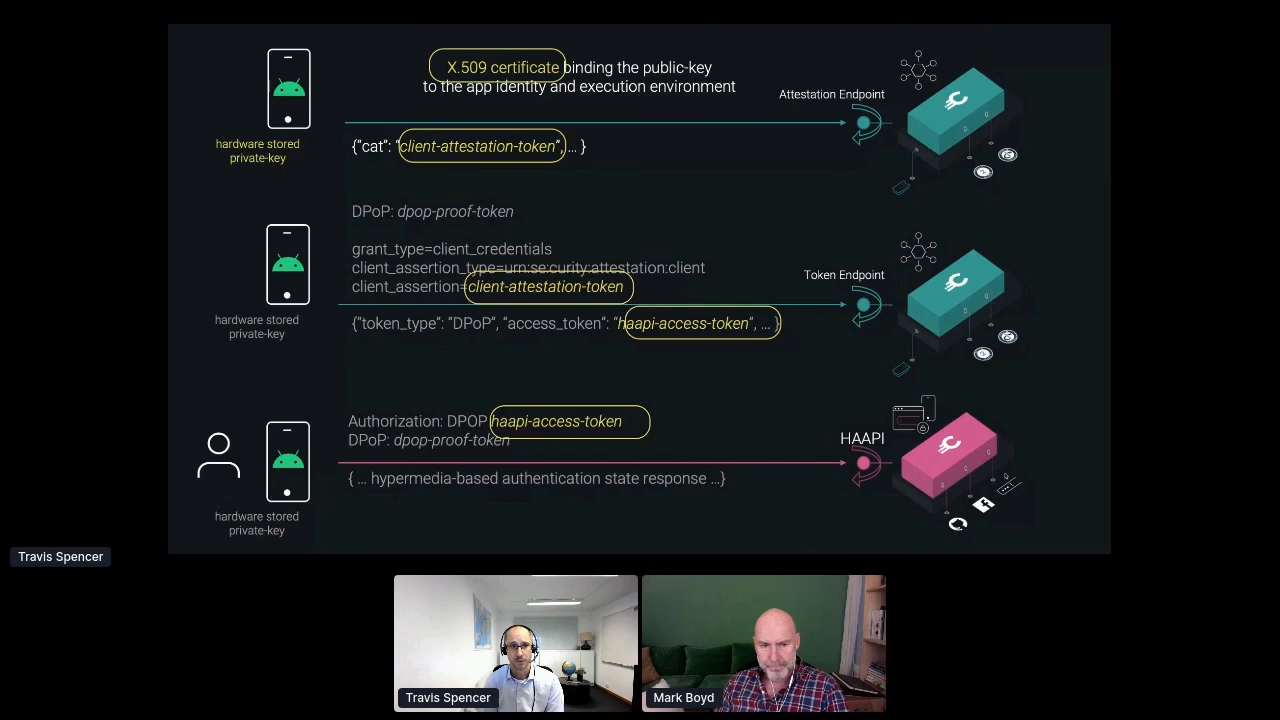 X.509 certificate binding the public-key
to the app identity and execution environment
Attestation Endpoint
hardware stored
private-key
{"cat": "client-attestation-token", ... }
DPoP: dpop-proof-token
grant_type=client_credentials
client_assertion_type=urn:se:curity:attestation:client
client_assertion=client-attestation-token
Token Endpoint
hardware stored
private-key
{"token_type": "DPoP", "access_token": "haapi-access-token", ... }
Authorization: DPOP haapi-access-token
DPoP: dpop-proof-token
HAAPI
{ ... hypermedia-based authentication state response ...}
hardware stored
private-key
Travis Spencer
Travis Spencer
Mark Boyd